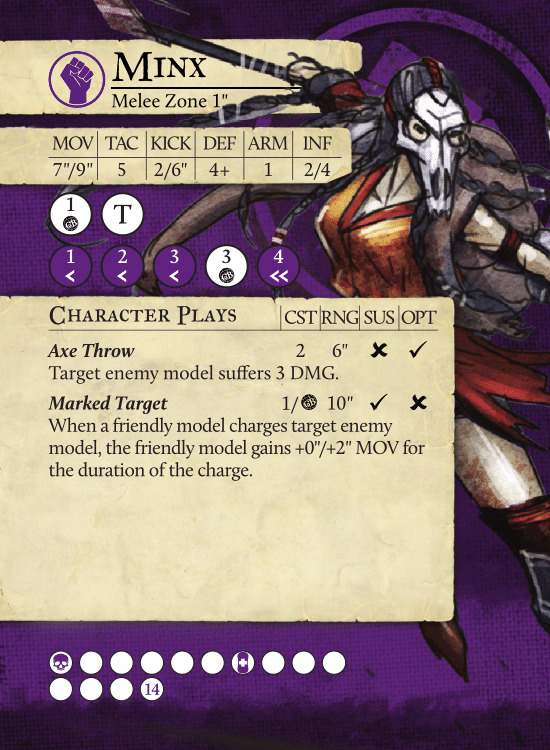 Minx
Melee Zone 1"
MOV TAC KICK DEF ARM INF
7"/9" 5 2/6" 4+ 1 2/4
1 T
GB
1 2 3 3 4
GB
Character Plays CST RNG SUS OPT
Axe Throw 2 6" ✘ ✓
Target enemy model suffers 3 DMG.
Marked Target 1/GB 10" ✓ ✘
When a friendly model charges target enemy
model, the friendly model gains +0"/+2" MOV for
the duration of the charge.
14